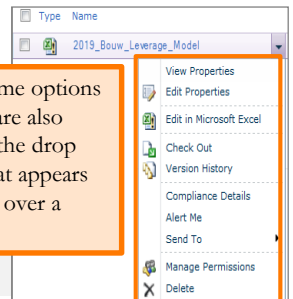 Type Name
2019_Bouw_Leverage_Model
me options
are also
the drop
at appears
over a
View Properties
Edit Properties
Edit in Microsoft Excel
Check Out
Version History
Compliance Details
Alert Me
Send To
Manage Permissions
Delete